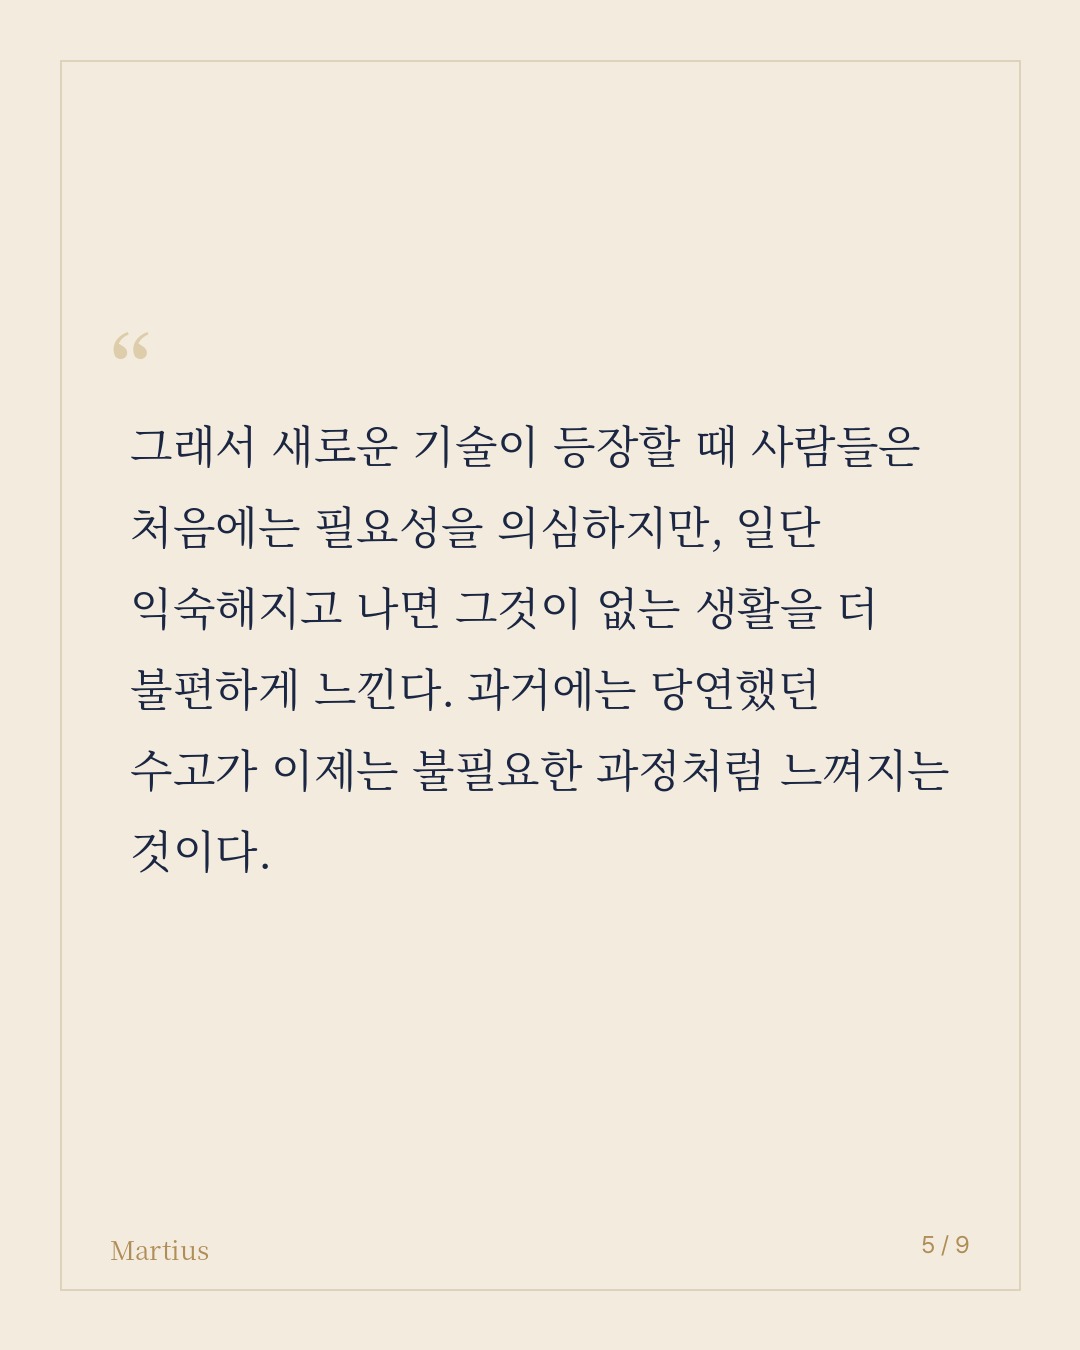 “
그래서 새로운 기술이 등장할 때 사람들은
처음에는 필요성을 의심하지만, 일단
익숙해지고 나면 그것이 없는 생활을 더
불편하게 느낀다. 과거에는 당연했던
수고가 이제는 불필요한 과정처럼 느껴지는
것이다.
Martius
5 / 9